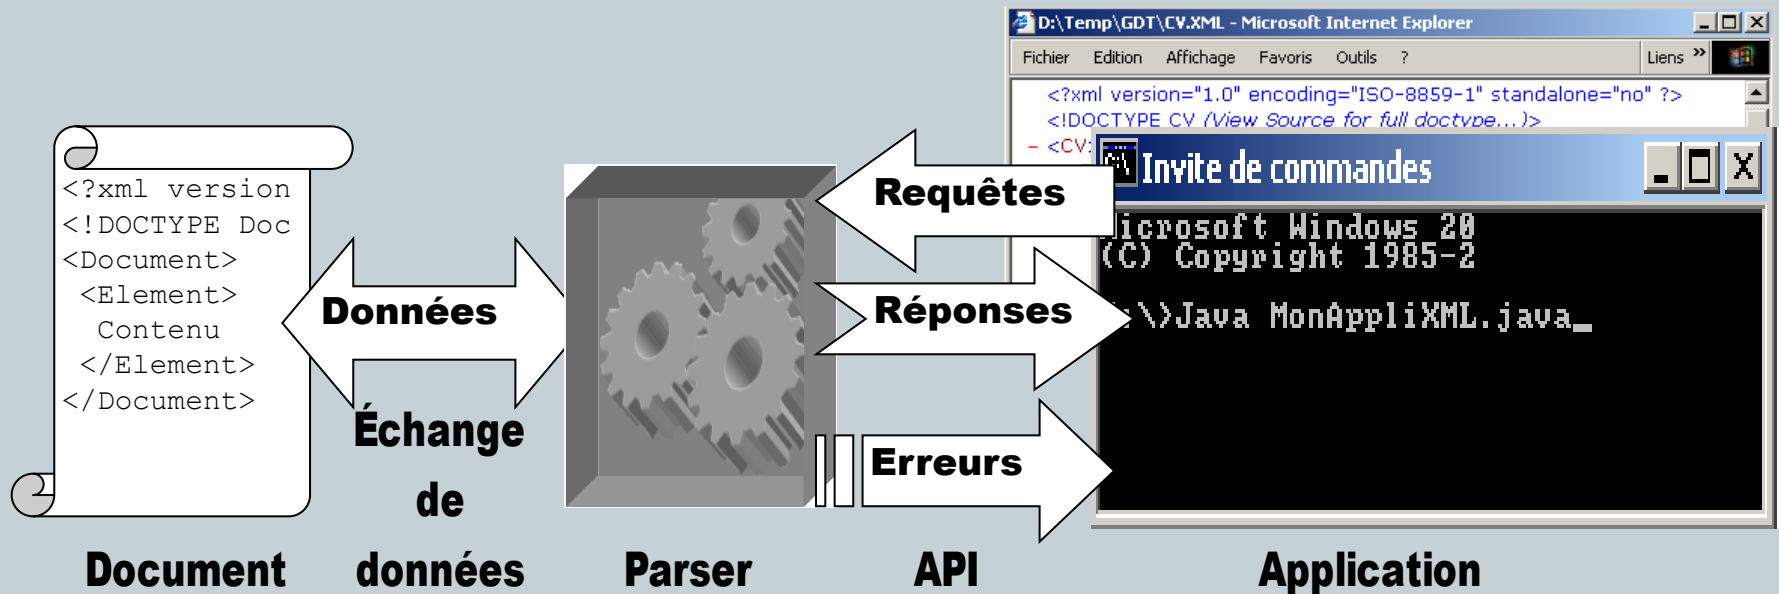 D:\Temp\GDT\CV.XML - Microsoft Internet Explorer
Fichier Edition Affichage Favoris Outils ? Liens »
<?xml version="1.0" encoding="ISO-8859-1" standalone="no" ?>
<!DOCTYPE CV (View Source for full doctype...)>
- <CV
Invite de commandes
Microsoft Windows 20
(C) Copyright 1985-2
:\>Java MonAppliXML.java_
<?xml version
<!DOCTYPE Doc
<Document>
<Element>
Contenu
</Element>
</Document>
Données
Requêtes
Réponses
Erreurs
Échange
de
données
Document
Parser
API
Application